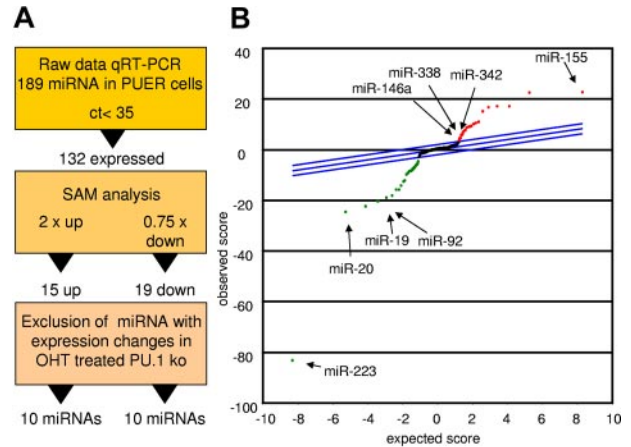 A
Raw data qRT-PCR
189 miRNA in PUER cells
ct< 35
132 expressed
SAM analysis
2 x up
0.75 x
down
15 up
19 down
Exclusion of miRNA with
expression changes in
OHT treated PU.1 ko
10 miRNAs
10 miRNAs
B
observed score
40
20
0
-20
-40
-60
-80
-100
miR-155
miR-338
miR-342
miR-146a
miR-19
miR-92
miR-20
miR-223
-10
-8
-6
-4
-2
0
2
4
6
8
10
expected score